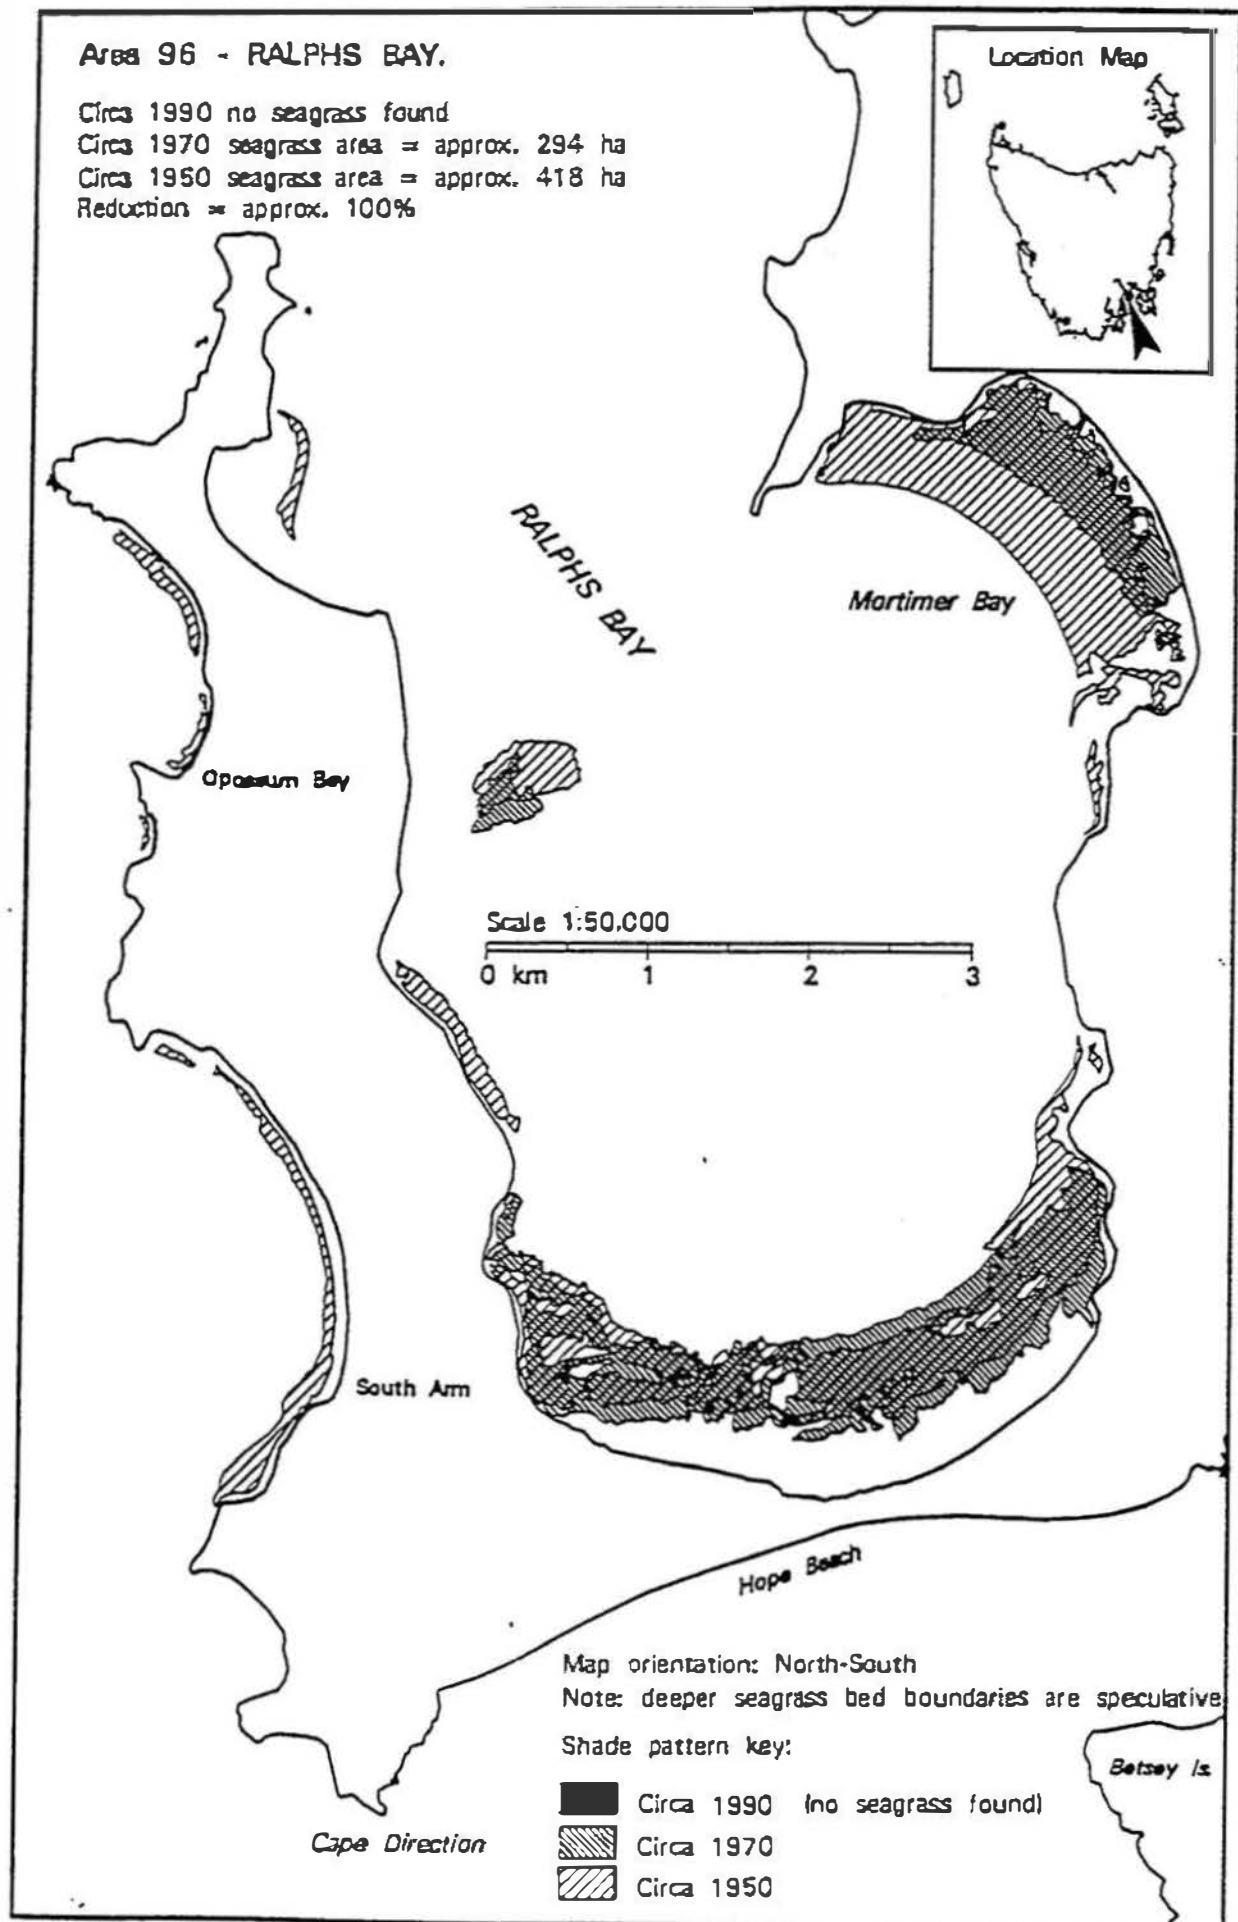 Area 96 - RALPHS BAY.
Circa 1990 no seagrass found
Circa 1970 seagrass area = approx. 294 ha
Circa 1950 seagrass area = approx. 418 ha
Reduction = approx. 100%
Location Map
RALPHS BAY
Mortimer Bay
Opossum Bay
Scale 1:50,000
0 km 1 2 3
South Arm
Hope Beach
Map orientation: North-South
Note: deeper seagrass bed boundaries are speculative
Shade pattern key:
Betsey Is.
Circa 1990 (no seagrass found)
Cape Direction
Circa 1970
Circa 1950